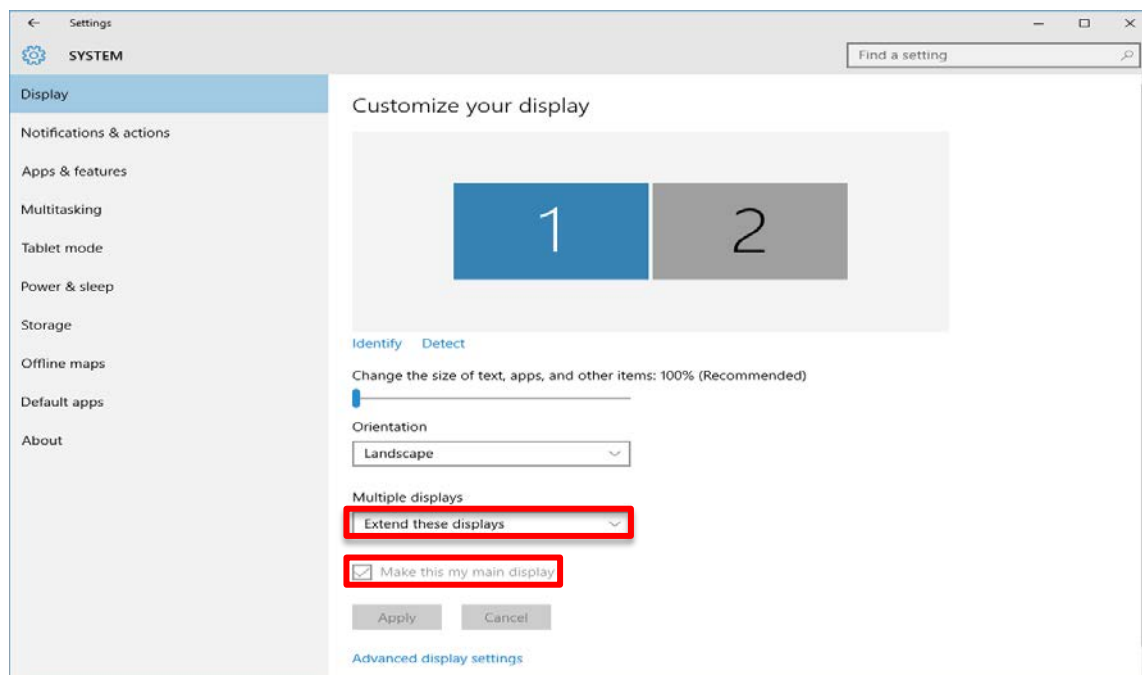 Settings
SYSTEM
Find a setting
Display
Notifications & actions
Apps & features
Multitasking
Tablet mode
Power & sleep
Storage
Offline maps
Default apps
About
Customize your display
1 2
Identify Detect
Change the size of text, apps, and other items: 100% (Recommended)
Orientation
Landscape
Multiple displays
Extend these displays
Make this my main display
Apply Cancel
Advanced display settings